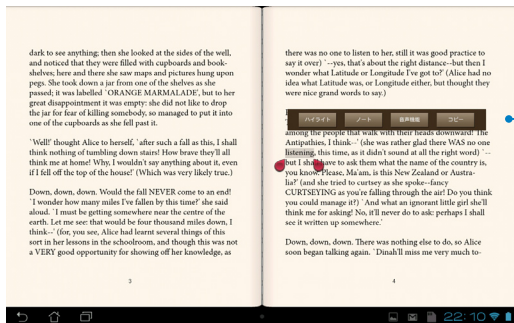 dark to see anything; then she looked at the sides of the well,
and noticed that they were filled with cupboards and book-
shelves; here and there she saw maps and pictures hung upon
pegs. She took down a jar from one of the shelves as she
passed; it was labelled `ORANGE MARMALADE', but to her
great disappointment it was empty: she did not like to drop
the jar for fear of killing somebody, so managed to put it into
one of the cupboards as she fell past it.
`Well!' thought Alice to herself, `after such a fall as this, I shall
think nothing of tumbling down stairs! How brave they'll all
think me at home! Why, I wouldn't say anything about it, even
if I fell off the top of the house!' (Which was very likely true.)
Down, down, down. Would the fall NEVER come to an end!
`I wonder how many miles I've fallen by this time?' she said
aloud. `I must be getting somewhere near the centre of the
earth. Let me see: that would be four thousand miles down, I
think--' (for, you see, Alice had learnt several things of this
sort in her lessons in the schoolroom, and though this was not
a VERY good opportunity for showing off her knowledge, as
3
there was no one to listen to her, still it was good practice to
say it over) `--yes, that's about the right distance--but then I
wonder what Latitude or Longitude I've got to?' (Alice had no
idea what Latitude was, or Longitude either, but thought they
were nice grand words to say.)
ハイライト ノート 音声機能 コピー
among the people that walk with their heads downward! The
Antipathies, I think--' (she was rather glad there WAS no one
listening, this time, as it didn't sound at all the right word) `--
but I shall have to ask them what the name of the country is,
you know. Please, Ma'am, is this New Zealand or Austra-
lia?' (and she tried to curtsey as she spoke--fancy
CURTSEYING as you're falling through the air! Do you think
you could manage it?) `And what an ignorant little girl she'll
think me for asking! No, it'll never do to ask: perhaps I shall
see it written up somewhere.'
Down, down, down. There was nothing else to do, so Alice
soon began talking again. `Dinah'll miss me very much to-
4
22:10